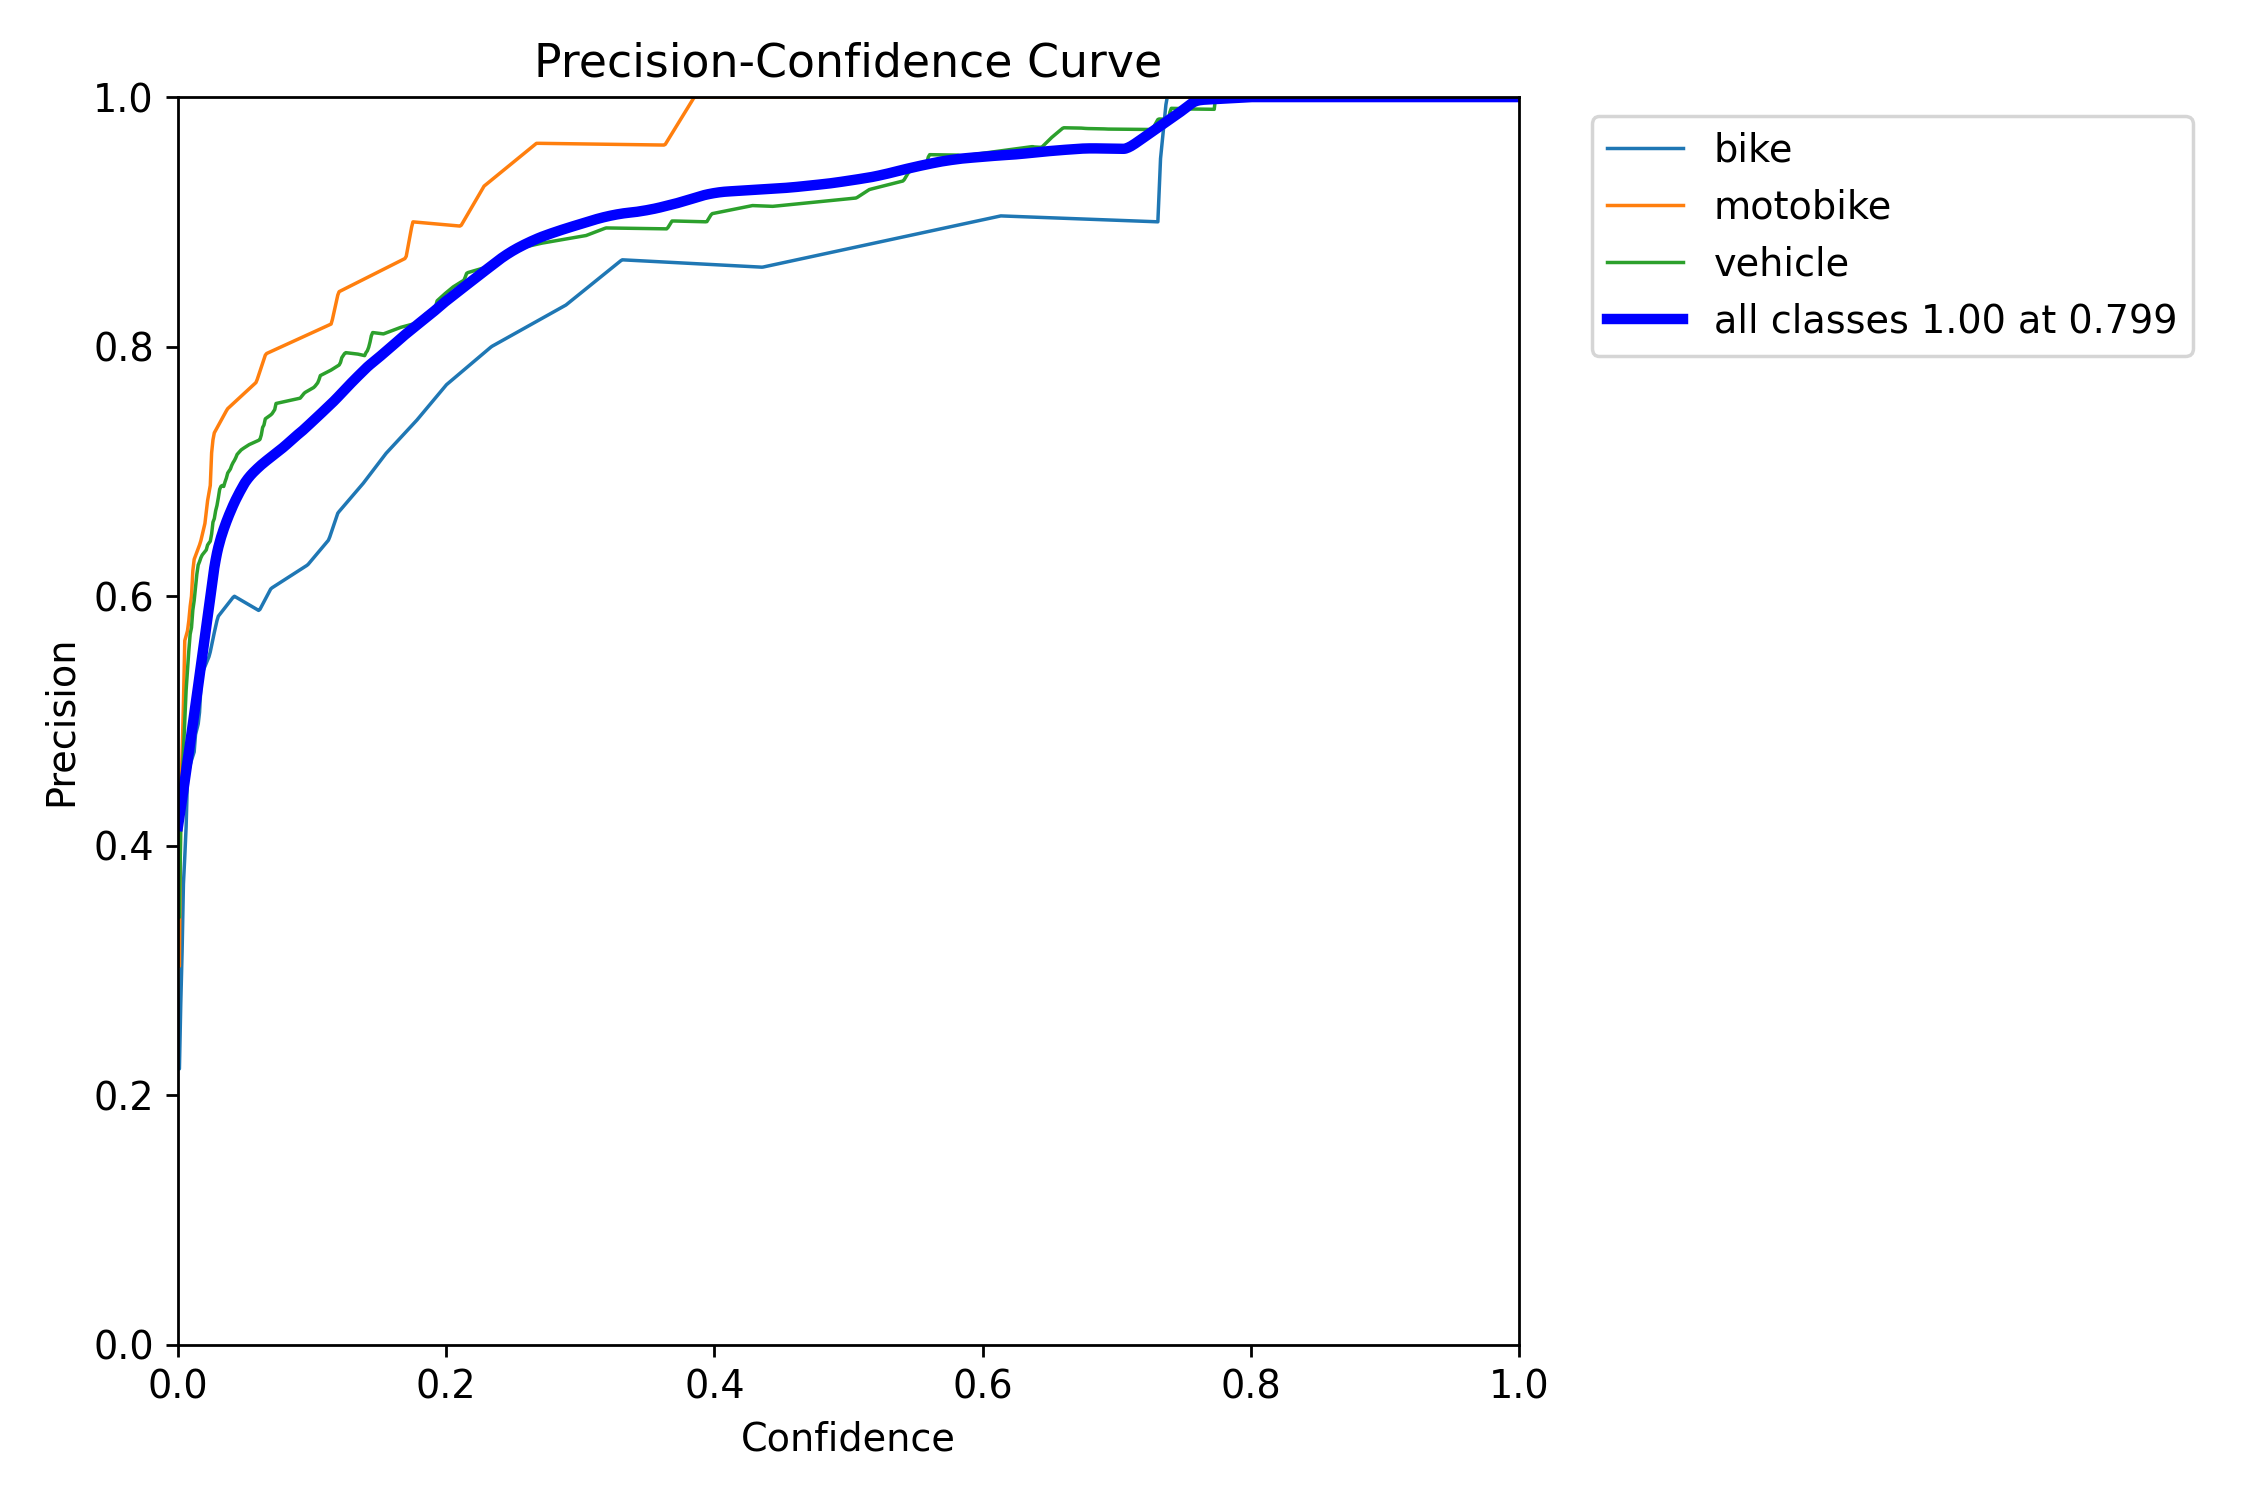 Precision-Confidence Curve
1.0
0.8
0.6
0.4
0.2
0.0
Precision
0.0 0.2 0.4 0.6 0.8 1.0
Confidence
bike
motobike
vehicle
all classes 1.00 at 0.799